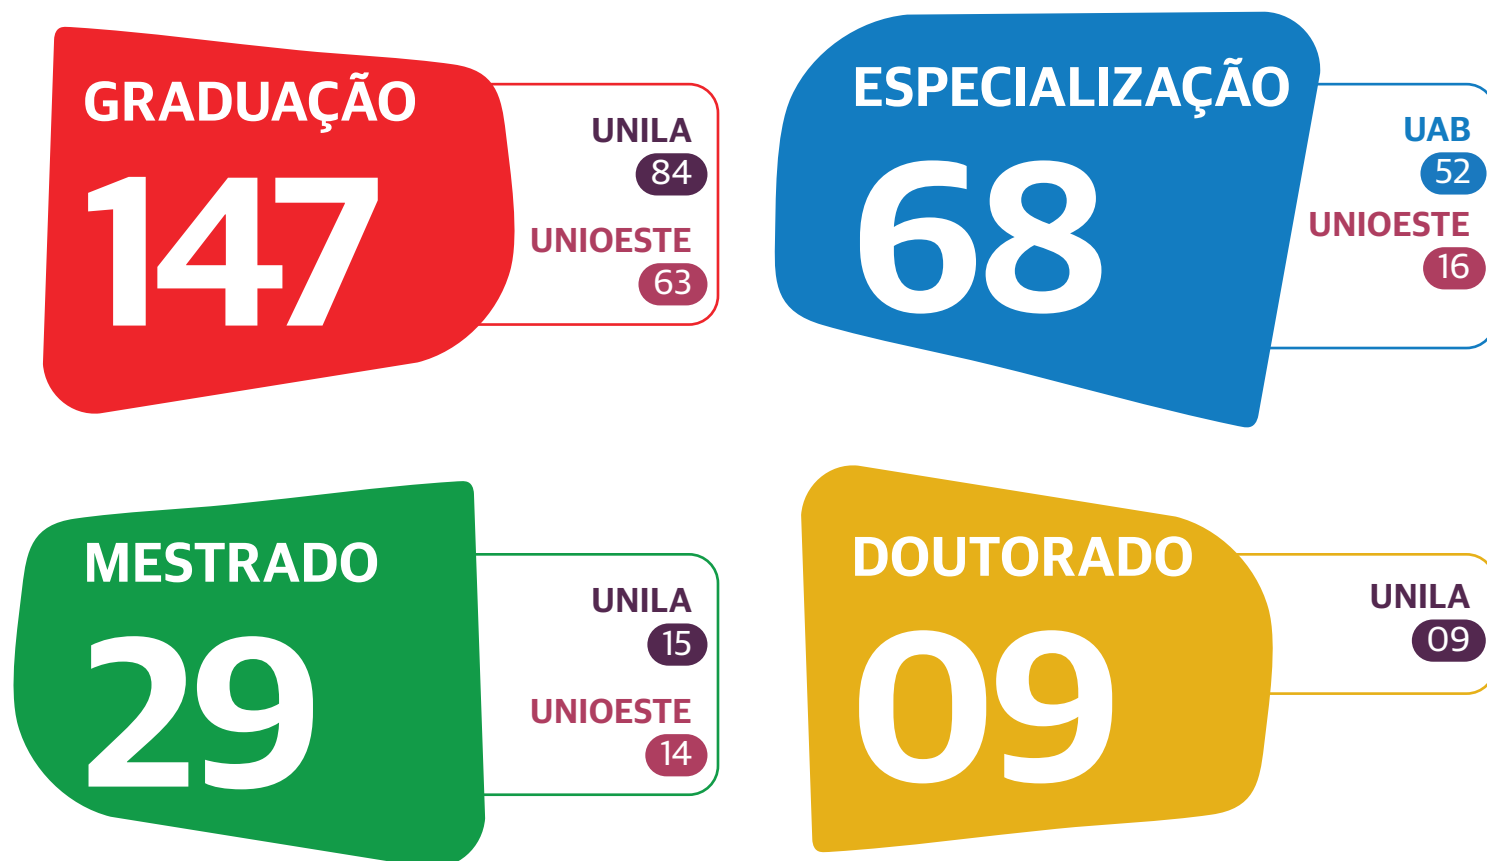 GRADUAÇÃO
147
UNILA
84
UNIOESTE
63
ESPECIALIZAÇÃO
68
UAB
52
UNIOESTE
16
MESTRADO
29
UNILA
15
UNIOESTE
14
DOUTORADO
09
UNILA
09